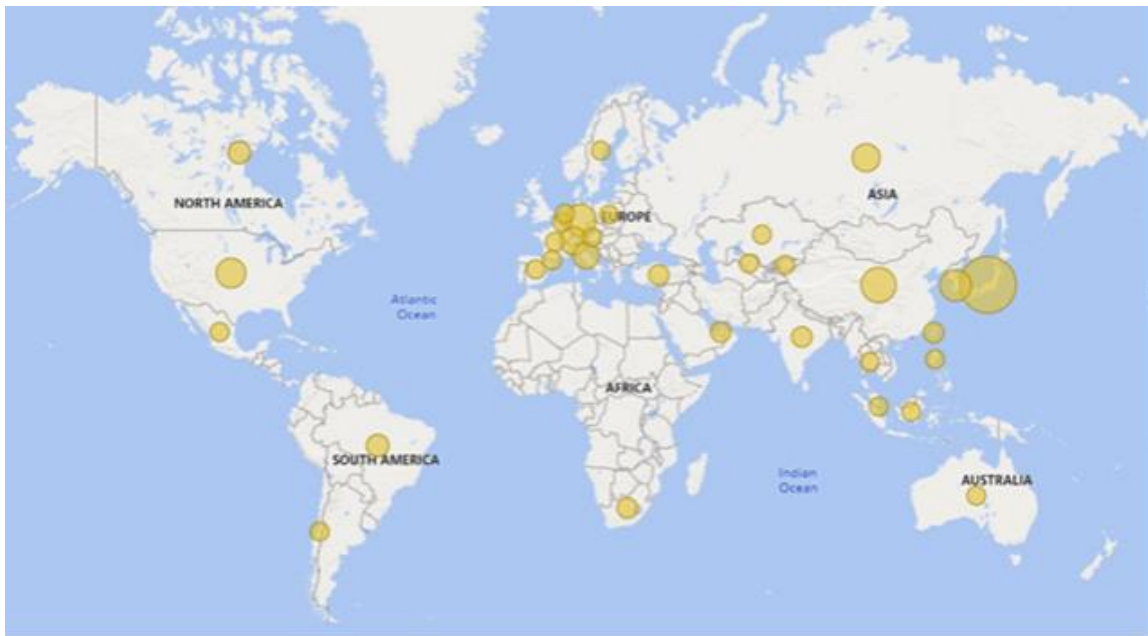 NORTH AMERICA
ASIA
EUROPE
Atlantic
Ocean
AFRICA
SOUTH AMERICA
Indian
Ocean
AUSTRALIA